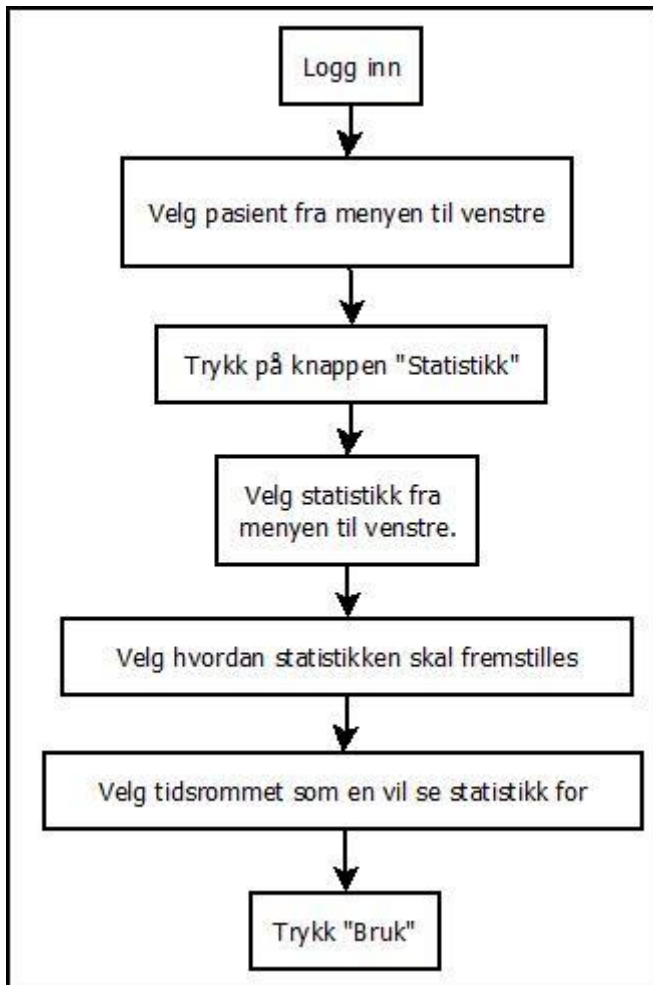 Logg inn
Velg pasient fra menyen til venstre
Trykk på knappen "Statistikk"
Velg statistikk fra
menyen til venstre.
Velg hvordan statistikken skal fremstilles
Velg tidsrommet som en vil se statistikk for
Trykk "Bruk"